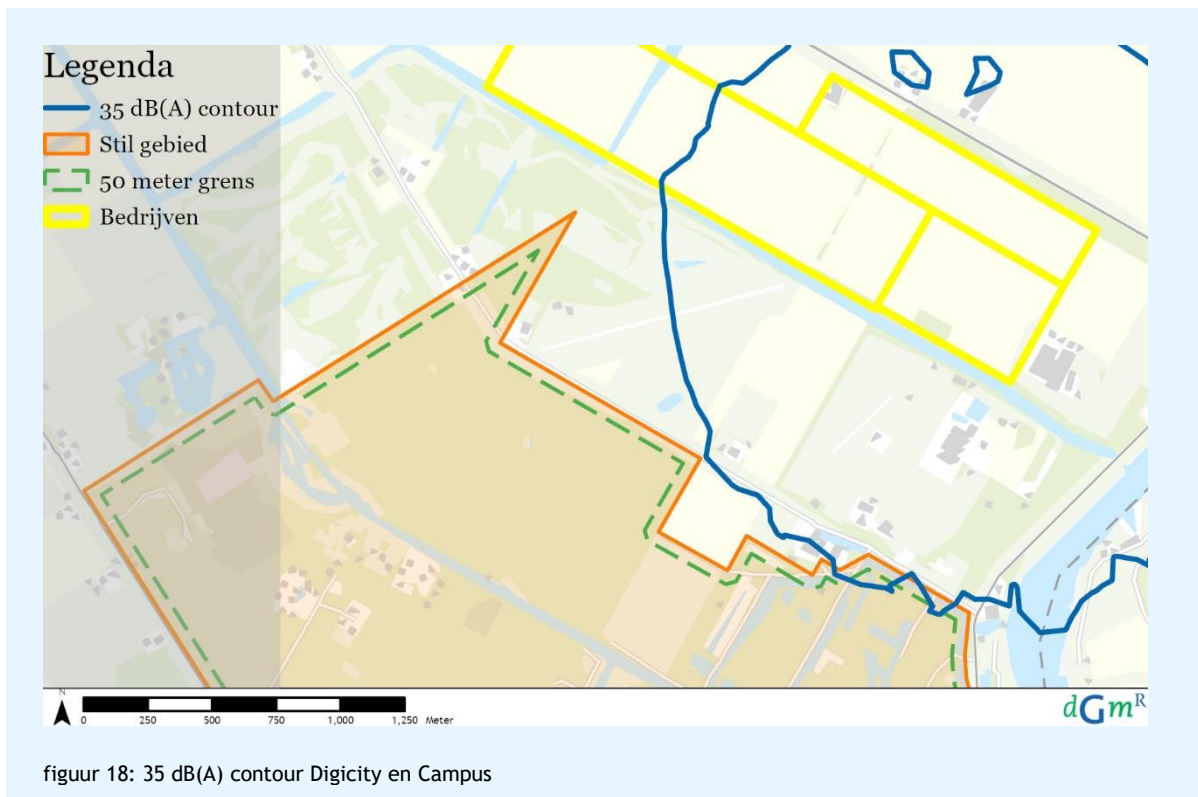 Legenda
35 dB(A) contour
Stil gebied
50 meter grens
Bedrijven
N
0 250 500 750 1,000 1,250 Meter
dGmR
figuur 18: 35 dB(A) contour Digicity en Campus